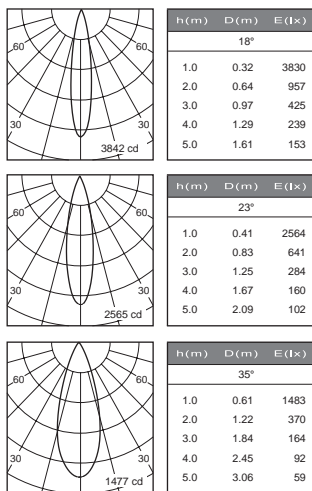 60 60
30 30
3842 cd
h(m) D(m) E(lx)
18°
1.0 0.32 3830
2.0 0.64 957
3.0 0.97 425
4.0 1.29 239
5.0 1.61 153
60 60
30 30
2565 cd
h(m) D(m) E(lx)
23°
1.0 0.41 2564
2.0 0.83 641
3.0 1.25 284
4.0 1.67 160
5.0 2.09 102
60 60
30 30
1477 cd
h(m) D(m) E(lx)
35°
1.0 0.61 1483
2.0 1.22 370
3.0 1.84 164
4.0 2.45 92
5.0 3.06 59